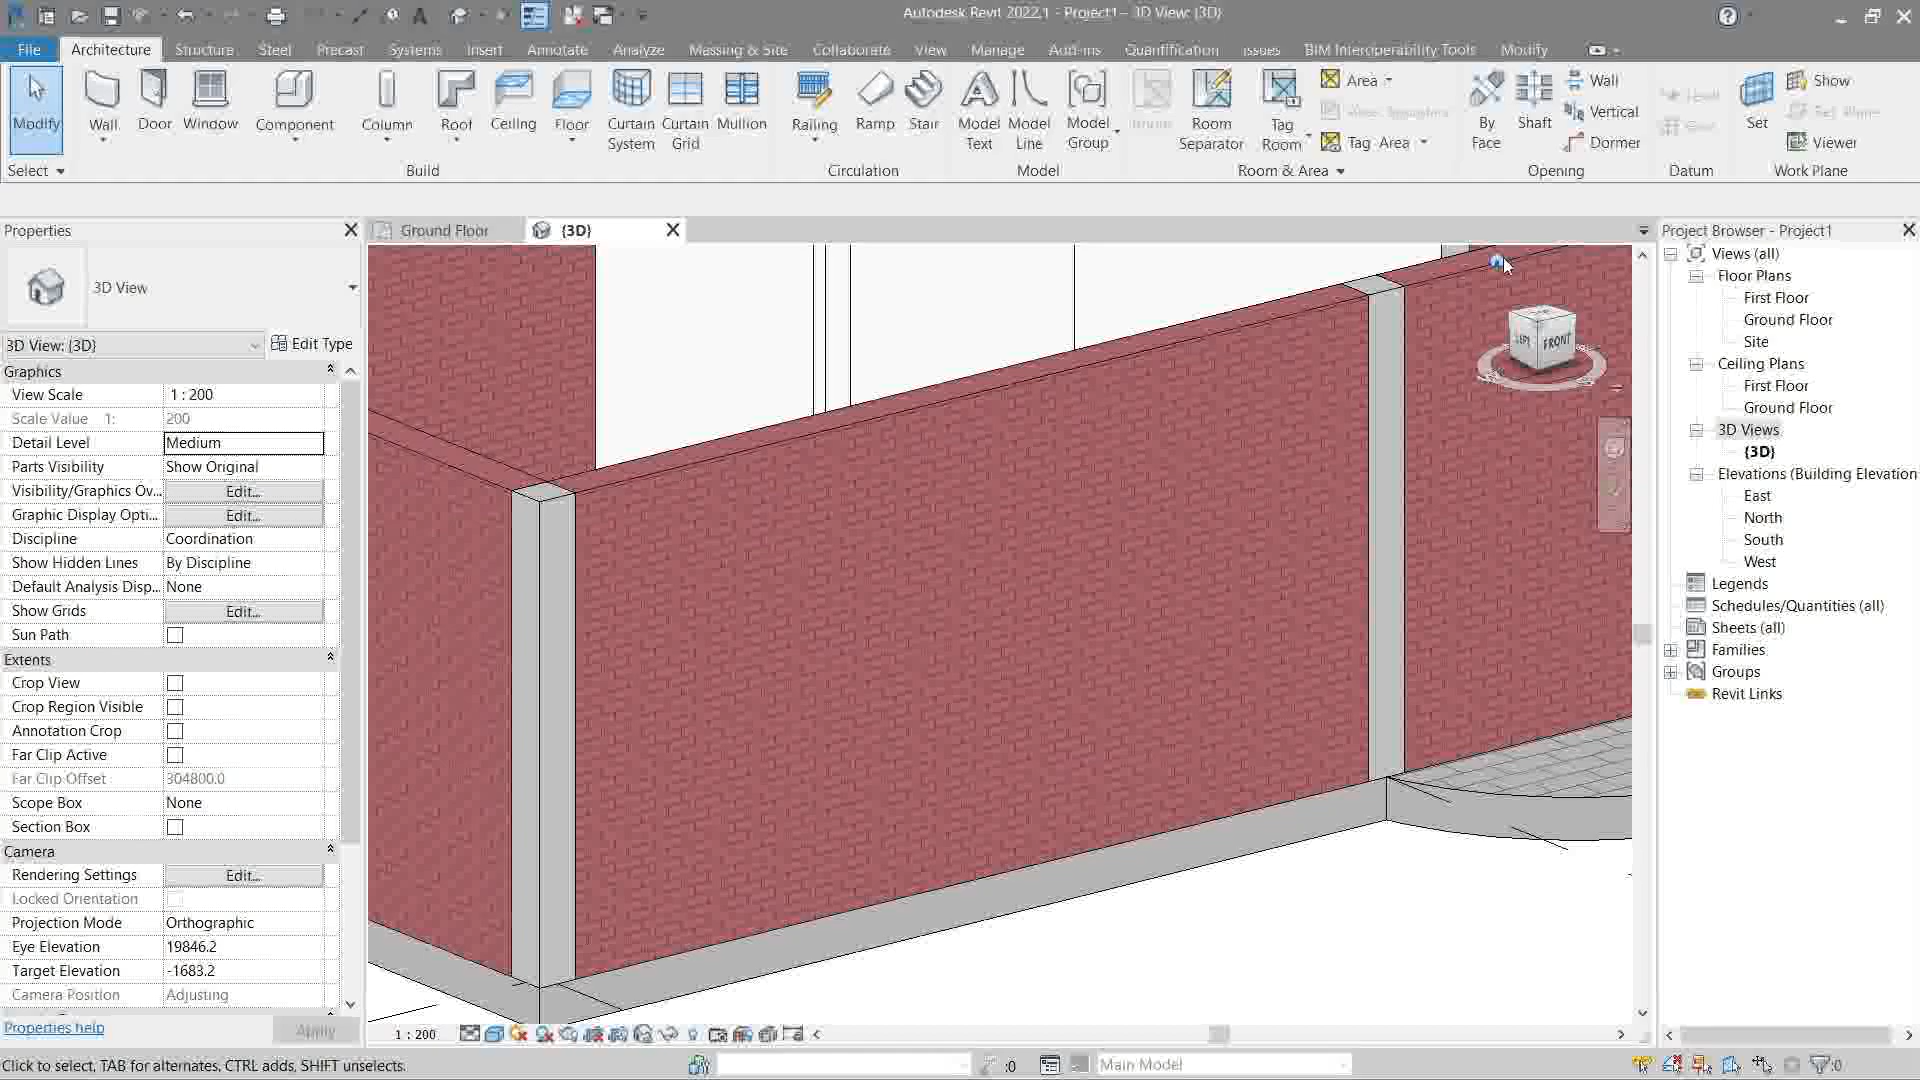 Autodesk Revit 2022.1 - Project1 - 3D View: {3D}
File Architecture Structure Steel Precast Systems Insert Annotate Analyze Massing & Site Collaborate View Manage Add-Ins Quantification Issues BIM Interoperability Tools Modify
Modify Wall Door Window Component Column Roof Ceiling Floor Curtain System Curtain Grid Mullion Railing Ramp Stair Model Text Model Line Model Group Room Room Separator Tag Room Area Tag Area By Face Shaft Wall Vertical Dormer Set Show Viewer
Select Build Circulation Model Room & Area Opening Datum Work Plane
Properties
Ground Floor
{3D}
Project Browser - Project1
3D View
3D View: {3D}
Edit Type
Graphics
View Scale 1 : 200
Scale Value 1: 200
Detail Level Medium
Parts Visibility Show Original
Visibility/Graphics Ov... Edit...
Graphic Display Opti... Edit...
Discipline Coordination
Show Hidden Lines By Discipline
Default Analysis Disp... None
Show Grids Edit...
Sun Path
Extents
Crop View
Crop Region Visible
Annotation Crop
Far Clip Active
Far Clip Offset 304800.0
Scope Box None
Section Box
Camera
Rendering Settings Edit...
Locked Orientation
Projection Mode Orthographic
Eye Elevation 19846.2
Target Elevation -1683.2
Camera Position Adjusting
Properties help
Apply
LEFT FRONT
Views (all)
Floor Plans
First Floor
Ground Floor
Site
Ceiling Plans
First Floor
Ground Floor
3D Views
{3D}
Elevations (Building Elevation
East
North
South
West
Legends
Schedules/Quantities (all)
Sheets (all)
Families
Groups
Revit Links
1 : 200
Click to select, TAB for alternates, CTRL adds, SHIFT unselects.
:0
Main Model
:0